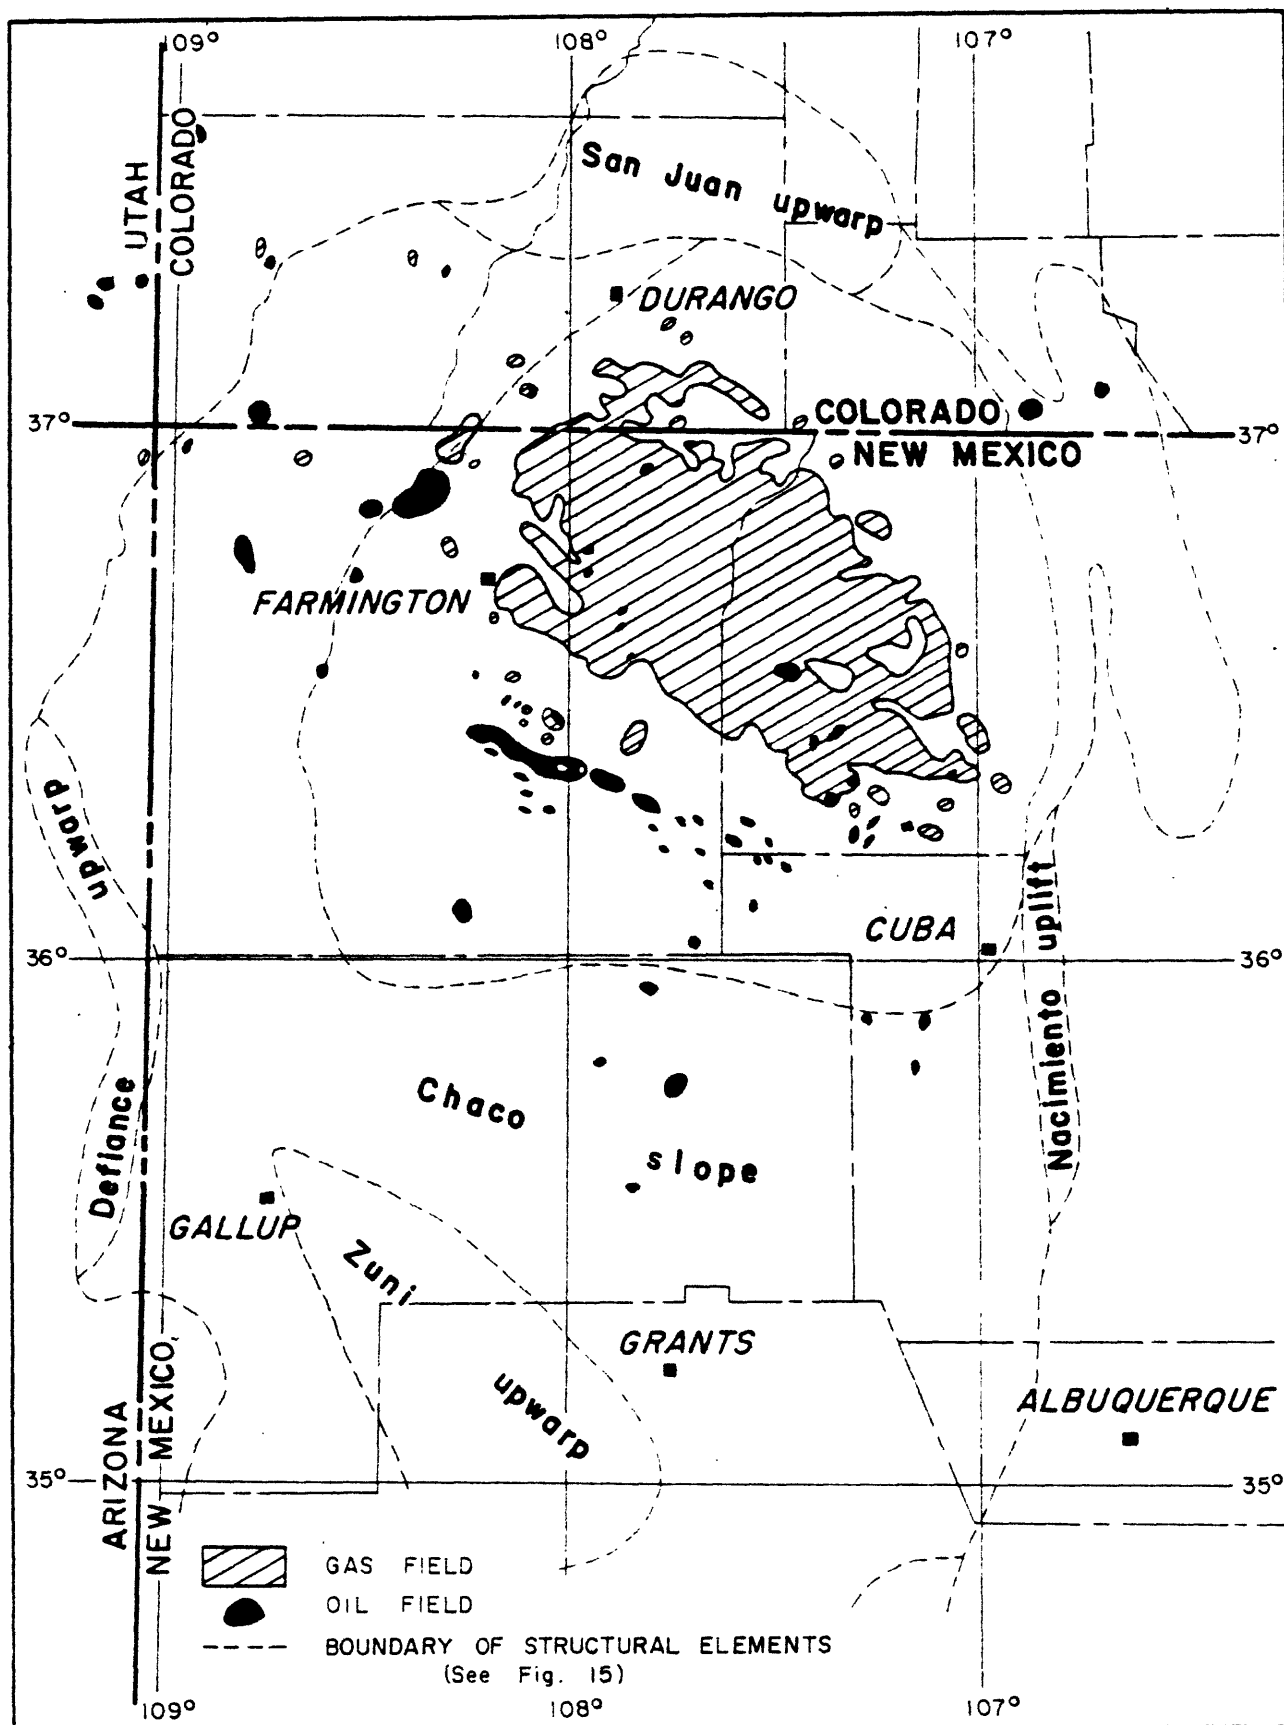 109°
108°
107°
UTAH
COLORADO
San Juan upwarp
DURANGO
37°
COLORADO
NEW MEXICO
37°
FARMINGTON
Defiance upwarp
CUBA
Nacimiento uplift
36°
36°
Chaco slope
GALLUP
Zuni upwarp
GRANTS
ALBUQUERQUE
ARIZONA
NEW MEXICO
35°
35°
GAS FIELD
OIL FIELD
BOUNDARY OF STRUCTURAL ELEMENTS
(See Fig. 15)
109°
108°
107°